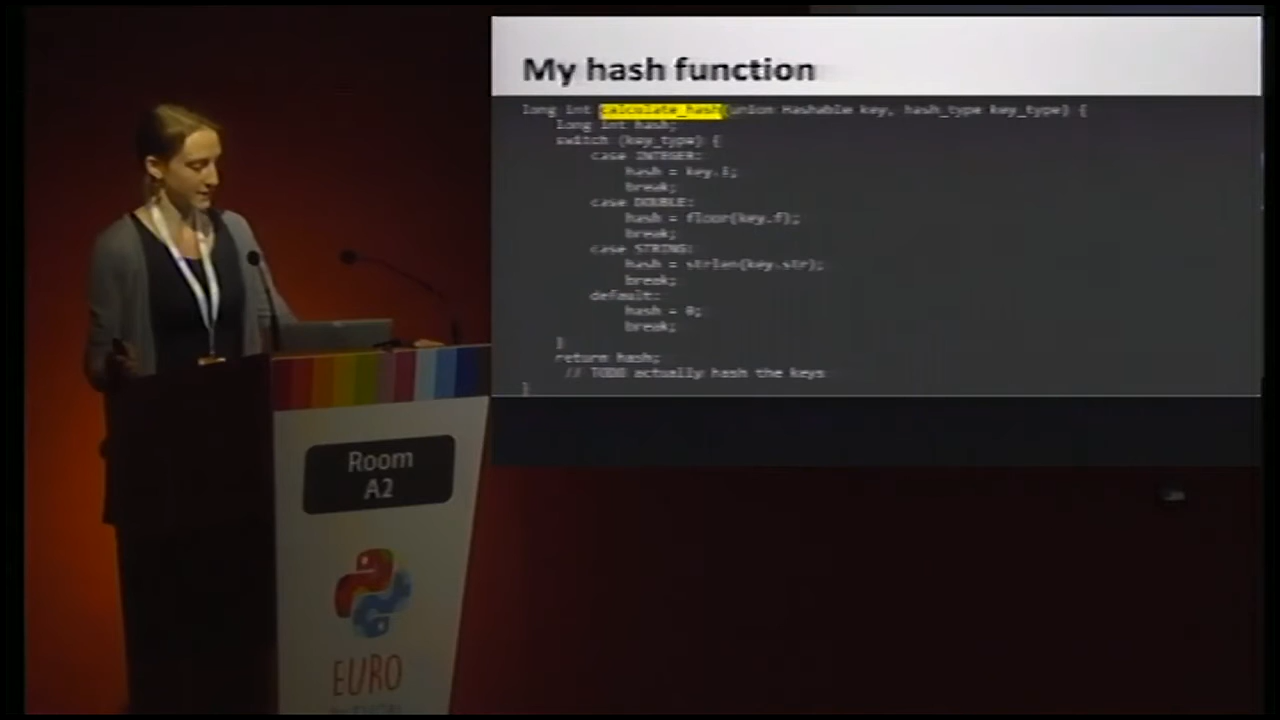 My hash function
long int calculate_hash(union Hashable key, hash_type key_type) {
long int hash;
switch (key_type) {
case INTEGER:
hash = key.i;
break;
case DOUBLE:
hash = floor(key.f);
break;
case STRING:
hash = strlen(key.str);
break;
default:
hash = 0;
break;
}
return hash;
// TODO actually hash the keys
}
Room
A2
EURO